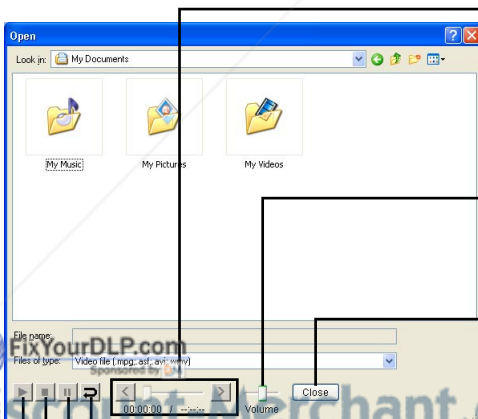 Open
Look in: My Documents
My Music
My Pictures
My Videos
File name:
FixYourDLP.com
Files of type: Video file (.mpg;.asf;.avi;.wmv)
Sponsored by
00:00:00 / --:--:--
Volume
Close
Merchant.